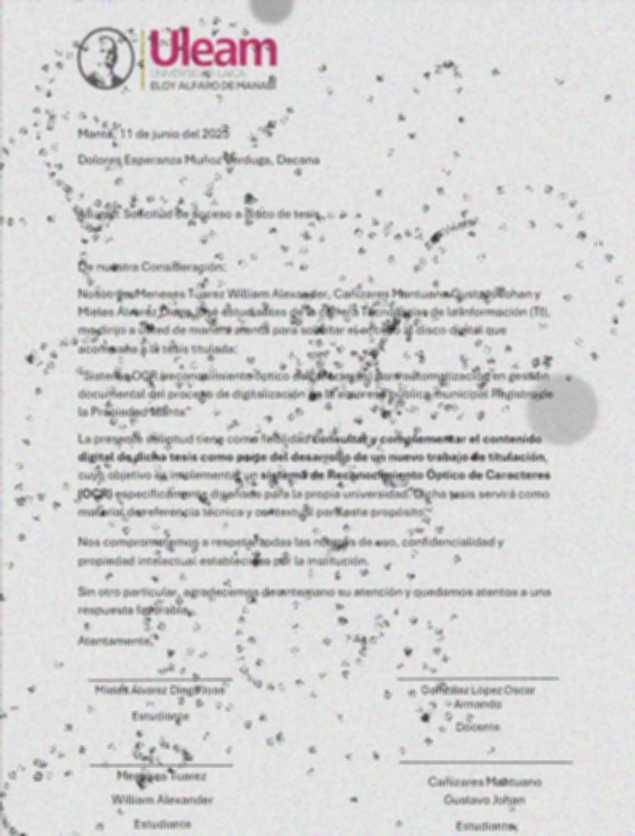 Uleam
UNIVERSIDAD LAICA
ELOY ALFARO DE MANABÍ
Manta, 11 de junio del 2025
Dolores Esperanza Muñoz Verduga, Decana
Asunto: Solicitud de acceso a disco de tesis
De nuestra Consideración:
Nosotros Meneses Tuarez William Alexander, Cañizares Mantuano Gustavo Johan y
Mieles Álvarez Diego, estudiantes de la carrera Tecnologías de la Información (TI),
me dirijo a usted de manera atenta para solicitar el disco digital que
acompaña a la tesis titulada:
"Sistema OCR (reconocimiento óptico de caracteres) para automatización en gestión
documental del proceso de digitalización de la empresa pública municipal Registro de
la Propiedad Manta"
La presente solicitud tiene como finalidad consultar y complementar el contenido
digital de dicha tesis como parte del desarrollo de un nuevo trabajo de titulación,
cuyo objetivo es implementar un sistema de Reconocimiento Óptico de Caracteres
(OCR) específicamente diseñado para la propia universidad. Dicha tesis servirá como
material de referencia técnica y contextual para este propósito.
Nos comprometemos a respetar todas las normas de uso, confidencialidad y
propiedad intelectual establecidas por la institución.
Sin otro particular, agradecemos de antemano su atención y quedamos atentos a una
respuesta favorable.
Atentamente,
Mieles Álvarez Diego
Estudiante
González López Oscar
Armando
Docente
Meneses Tuarez
William Alexander
Estudiante
Cañizares Mantuano
Gustavo Johan
Estudiante